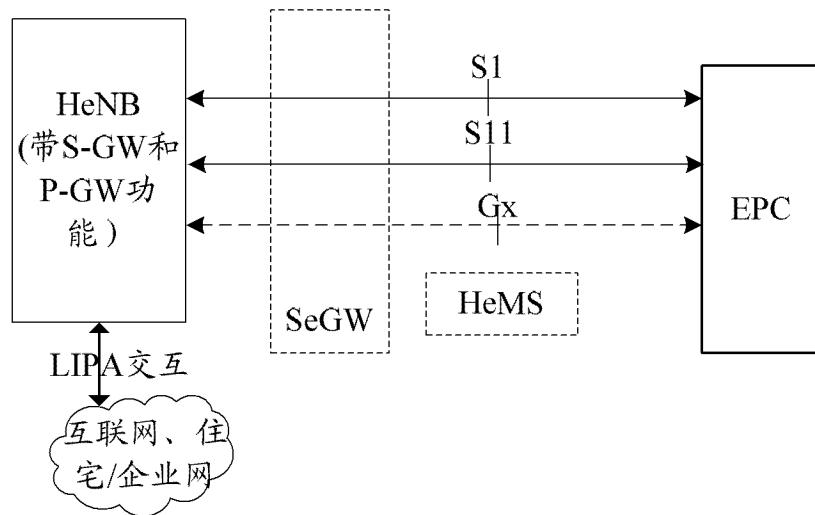 HeNB
(带S-GW和
P-GW功
能 )
S1
S11
Gx
EPC
SeGW
HeMS
LIPA交互
互联网、住
宅/企业网